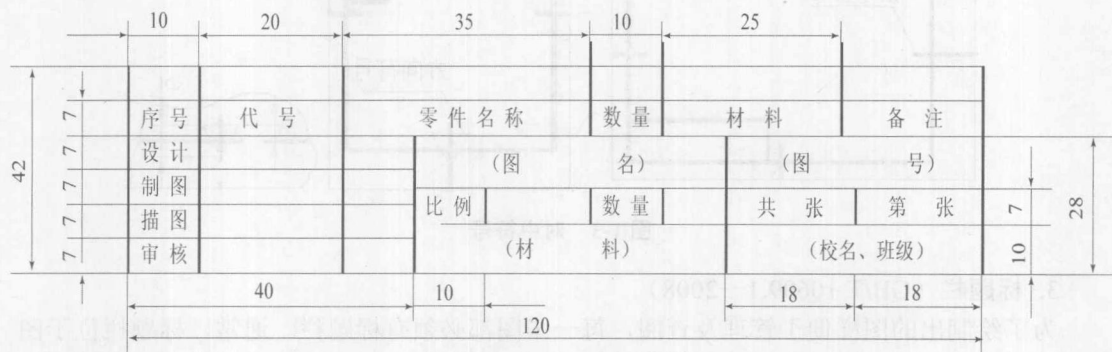 10 20 35 10 25
序号 代号 零件名称 数量 材料 备注
设计 (图名) (图号)
制图
比例 数量 共 张 第 张
描图
(材料) (校名、班级)
审核
42
7
7
7
7
7
7
10
28
40 10 18 18
120